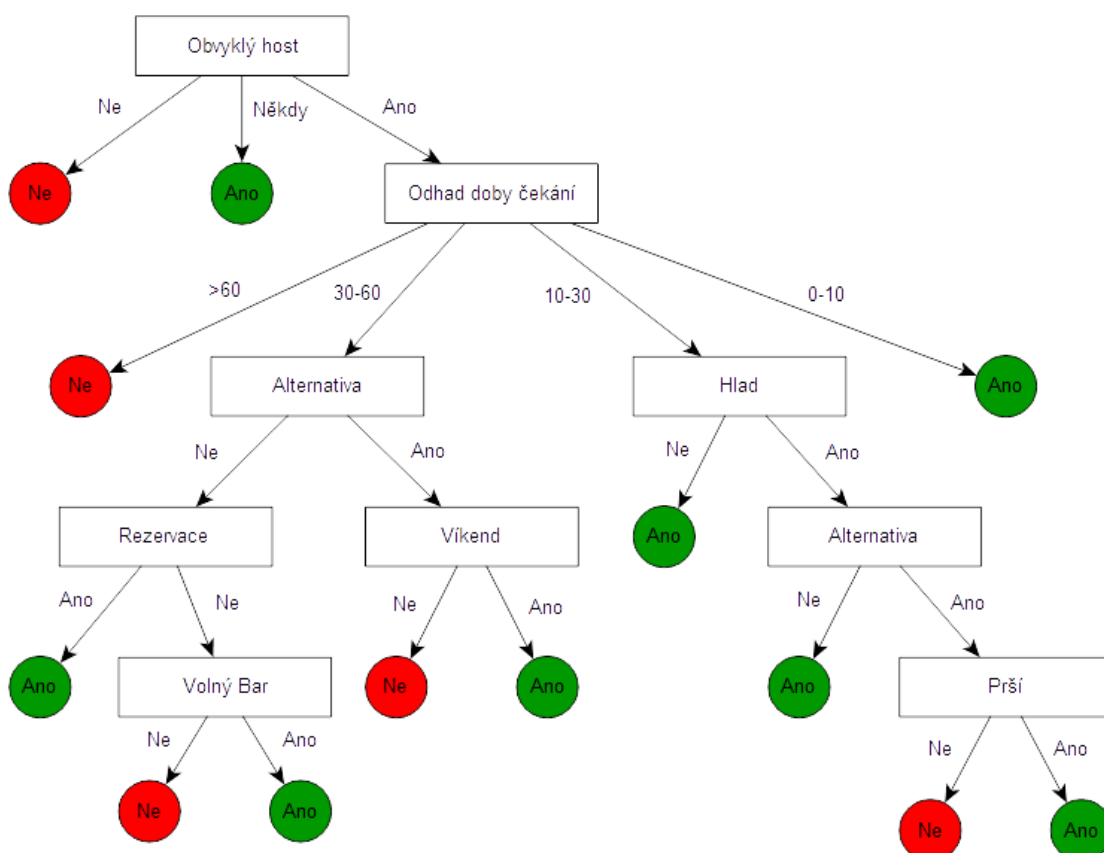 Obvyklý host
Ne
Někdy
Ano
Ne
Ano
Odhad doby čekání
>60
30-60
10-30
0-10
Ne
Alternativa
Hlad
Ano
Ne
Ano
Ne
Ano
Rezervace
Víkend
Ano
Alternativa
Ano
Ne
Ne
Ano
Ne
Ano
Ano
Volný Bar
Ne
Ano
Ano
Prší
Ne
Ano
Ne
Ano
Ne
Ano
Ne
Ano